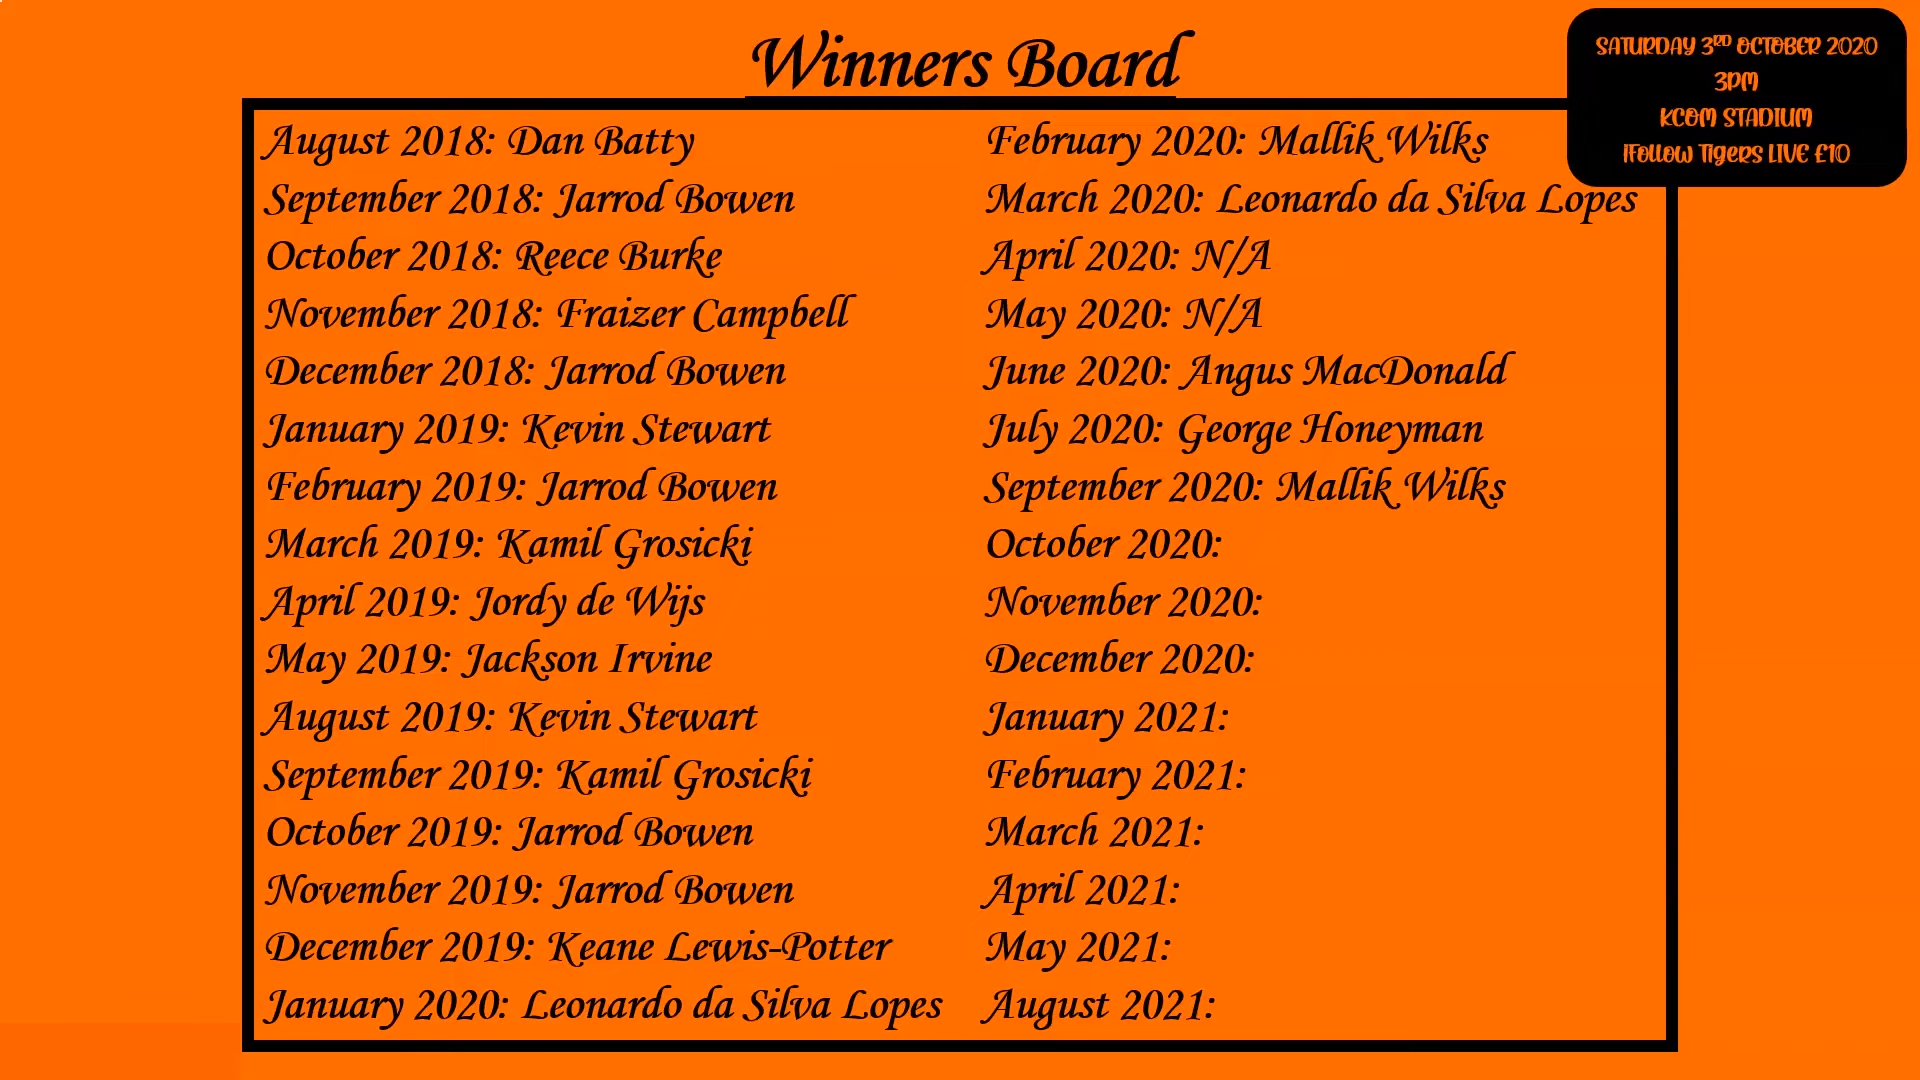 Winners Board
SATURDAY 3RD OCTOBER 2020
3PM
KCOM STADIUM
iFollow Tigers LIVE £10
August 2018: Dan Batty
September 2018: Jarrod Bowen
October 2018: Reece Burke
November 2018: Fraizer Campbell
December 2018: Jarrod Bowen
January 2019: Kevin Stewart
February 2019: Jarrod Bowen
March 2019: Kamil Grosicki
April 2019: Jordy de Wijs
May 2019: Jackson Irvine
August 2019: Kevin Stewart
September 2019: Kamil Grosicki
October 2019: Jarrod Bowen
November 2019: Jarrod Bowen
December 2019: Keane Lewis-Potter
January 2020: Leonardo da Silva Lopes
February 2020: Mallik Wilks
March 2020: Leonardo da Silva Lopes
April 2020: N/A
May 2020: N/A
June 2020: Angus MacDonald
July 2020: George Honeyman
September 2020: Mallik Wilks
October 2020:
November 2020:
December 2020:
January 2021:
February 2021:
March 2021:
April 2021:
May 2021:
August 2021: